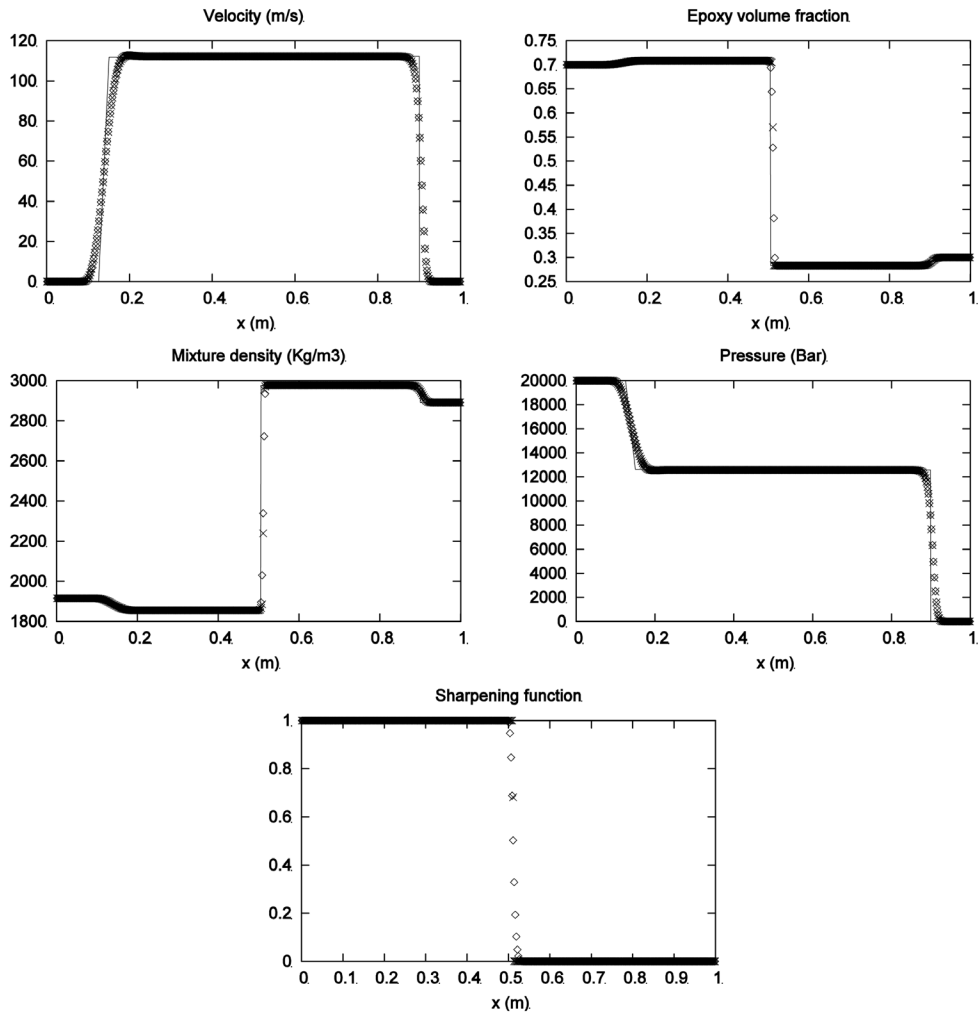 Velocity (m/s)
120
100
80
60
40
20
0
0 0.2 0.4 0.6 0.8 1
x (m)
Epoxy volume fraction
0.75
0.7
0.65
0.6
0.55
0.5
0.45
0.4
0.35
0.3
0.25
0 0.2 0.4 0.6 0.8 1
x (m)
Mixture density (Kg/m3)
3000
2800
2600
2400
2200
2000
1800
0 0.2 0.4 0.6 0.8 1
x (m)
Pressure (Bar)
20000
18000
16000
14000
12000
10000
8000
6000
4000
2000
0
0 0.2 0.4 0.6 0.8 1
x (m)
Sharpening function
1
0.8
0.6
0.4
0.2
0
0 0.1 0.2 0.3 0.4 0.5 0.6 0.7 0.8 0.9 1
x (m)